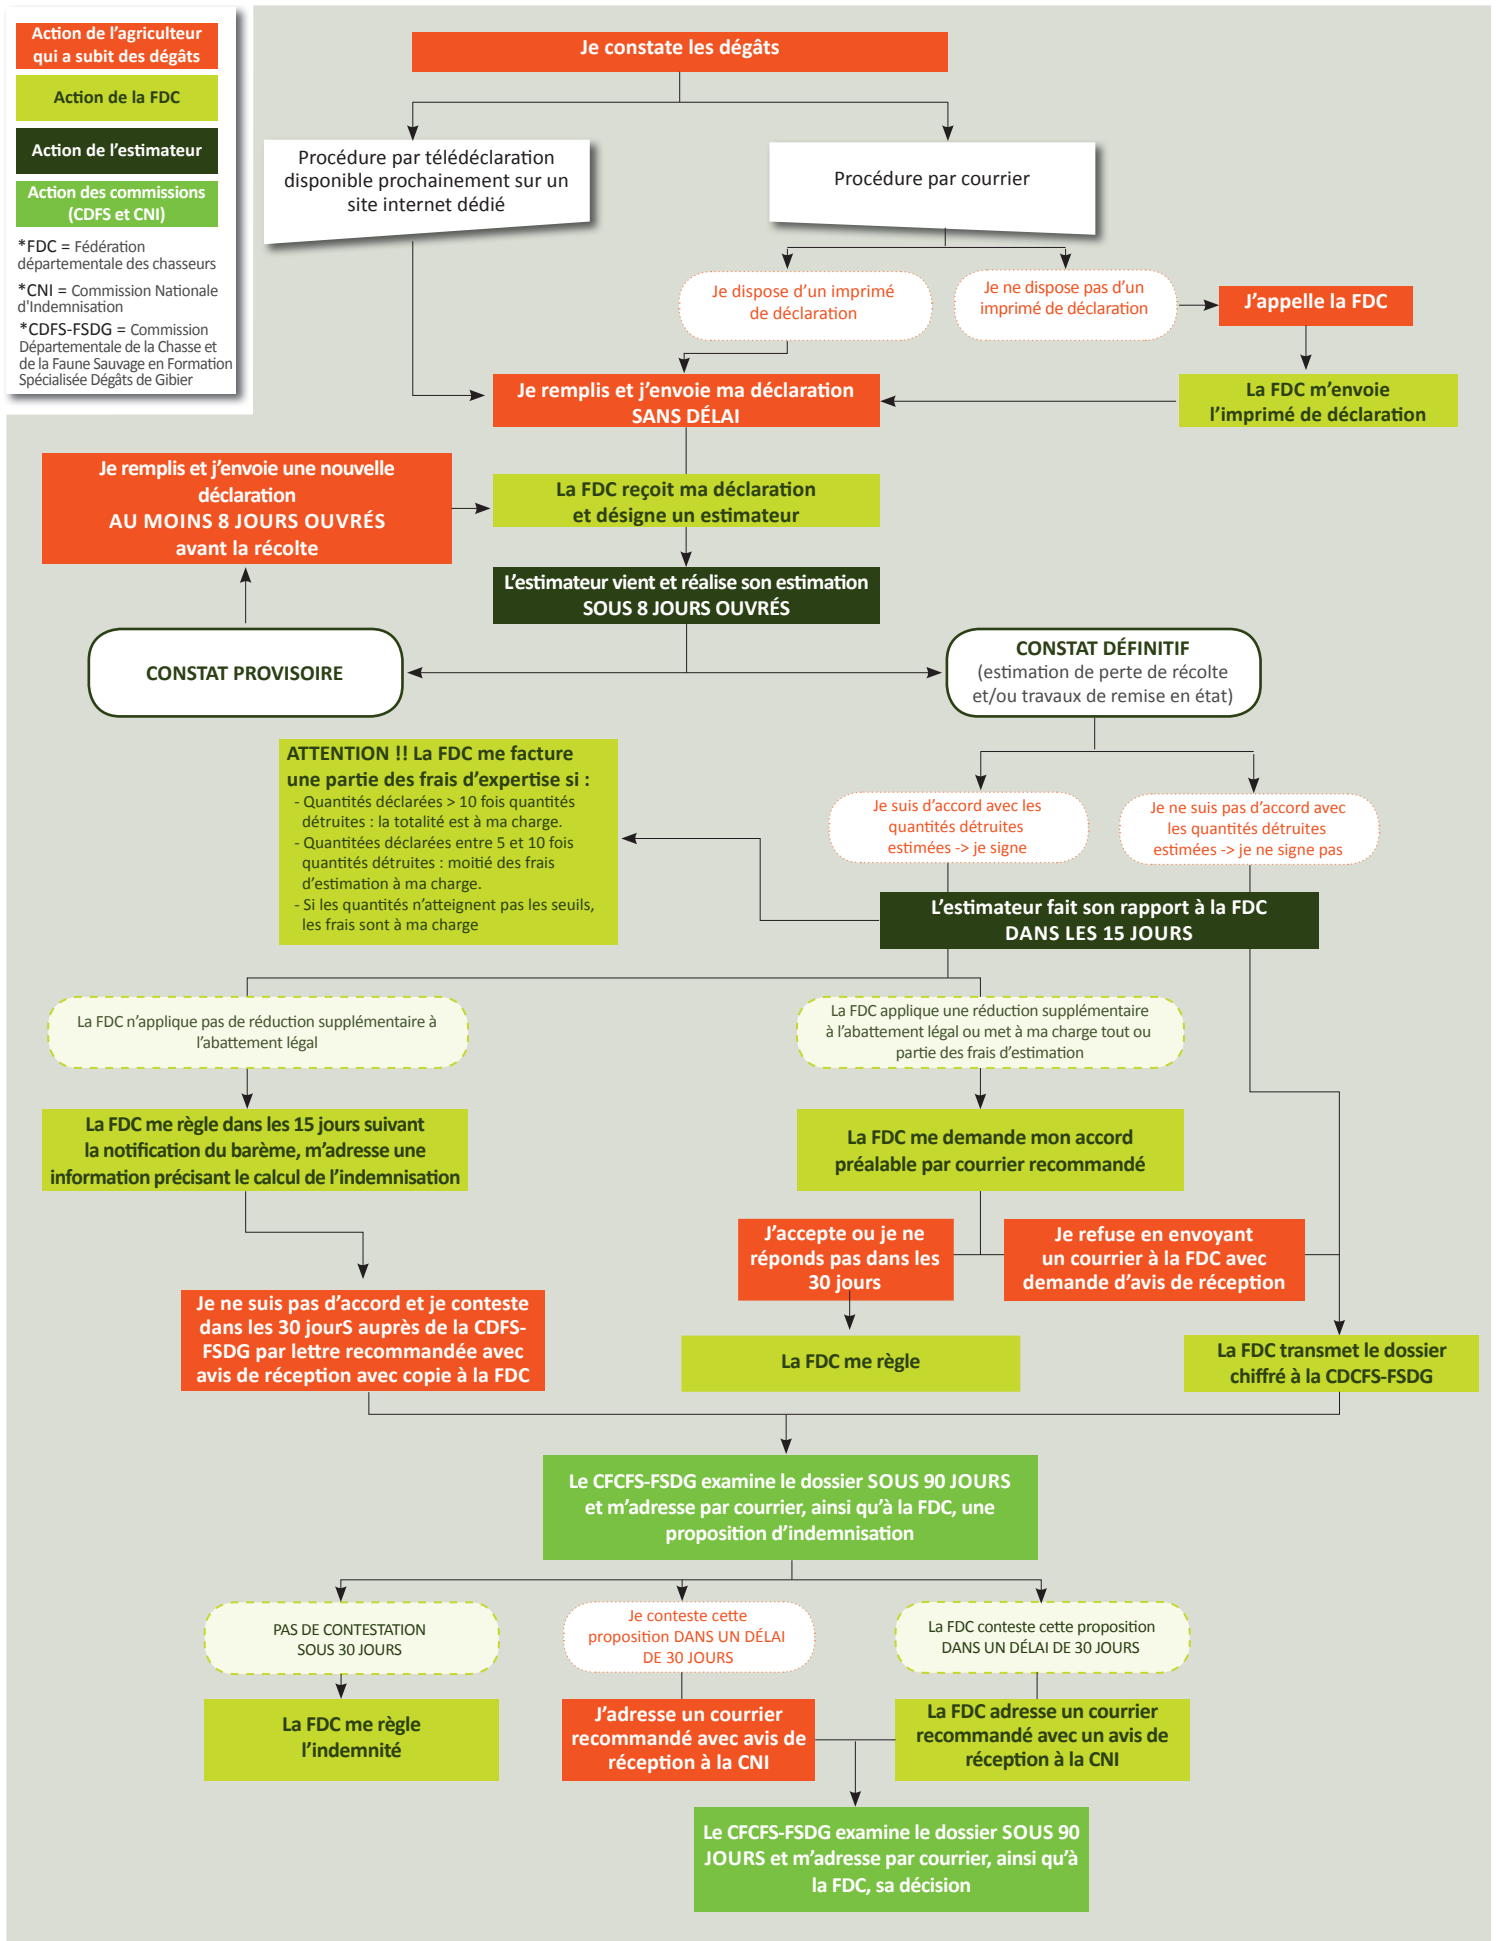 Action de l’agriculteur
qui a subit des dégâts
Action de la FDC
Action de l’estimateur
Action des commissions
(CDFS et CNI)
*FDC = Fédération
départementale des chasseurs
*CNI = Commission Nationale
d'Indemnisation
*CDFS-FSDG = Commission
Départementale de la Chasse et
de la Faune Sauvage en Formation
Spécialisée Dégâts de Gibier
Je constate les dégâts
Procédure par télédéclaration
disponible prochainement sur un
site internet dédié
Procédure par courrier
Je dispose d’un imprimé
de déclaration
Je ne dispose pas d’un
imprimé de déclaration
J’appelle la FDC
Je remplis et j’envoie ma déclaration
SANS DÉLAI
La FDC m’envoie
l’imprimé de déclaration
Je remplis et j’envoie une nouvelle
déclaration
AU MOINS 8 JOURS OUVRÉS
avant la récolte
La FDC reçoit ma déclaration
et désigne un estimateur
L’estimateur vient et réalise son estimation
SOUS 8 JOURS OUVRÉS
CONSTAT PROVISOIRE
CONSTAT DÉFINITIF
(estimation de perte de récolte
et/ou travaux de remise en état)
ATTENTION !! La FDC me facture
une partie des frais d’expertise si :
- Quantités déclarées > 10 fois quantités
détruites : la totalité est à ma charge.
- Quantitées déclarées entre 5 et 10 fois
quantités détruites : moitié des frais
d’estimation à ma charge.
- Si les quantités n’atteignent pas les seuils,
les frais sont à ma charge
Je suis d’accord avec les
quantités détruites
estimées -> je signe
Je ne suis pas d’accord avec
les quantités détruites
estimées -> je ne signe pas
L’estimateur fait son rapport à la FDC
DANS LES 15 JOURS
La FDC n’applique pas de réduction supplémentaire à
l’abattement légal
La FDC applique une réduction supplémentaire
à l’abattement légal ou met à ma charge tout ou
partie des frais d’estimation
La FDC me règle dans les 15 jours suivant
la notification du barème, m’adresse une
information précisant le calcul de l’indemnisation
La FDC me demande mon accord
préalable par courrier recommandé
J’accepte ou je ne
réponds pas dans les
30 jours
Je refuse en envoyant
un courrier à la FDC avec
demande d’avis de réception
Je ne suis pas d’accord et je conteste
dans les 30 jourS auprès de la CDFS-
FSDG par lettre recommandée avec
avis de réception avec copie à la FDC
La FDC me règle
La FDC transmet le dossier
chiffré à la CDCFS-FSDG
Le CFCFS-FSDG examine le dossier SOUS 90 JOURS
et m’adresse par courrier, ainsi qu’à la FDC, une
proposition d’indemnisation
PAS DE CONTESTATION
SOUS 30 JOURS
Je conteste cette
proposition DANS UN DÉLAI
DE 30 JOURS
La FDC conteste cette proposition
DANS UN DÉLAI DE 30 JOURS
La FDC me règle
l’indemnité
J’adresse un courrier
recommandé avec avis de
réception à la CNI
La FDC adresse un courrier
recommandé avec un avis de
réception à la CNI
Le CFCFS-FSDG examine le dossier SOUS 90
JOURS et m’adresse par courrier, ainsi qu’à
la FDC, sa décision